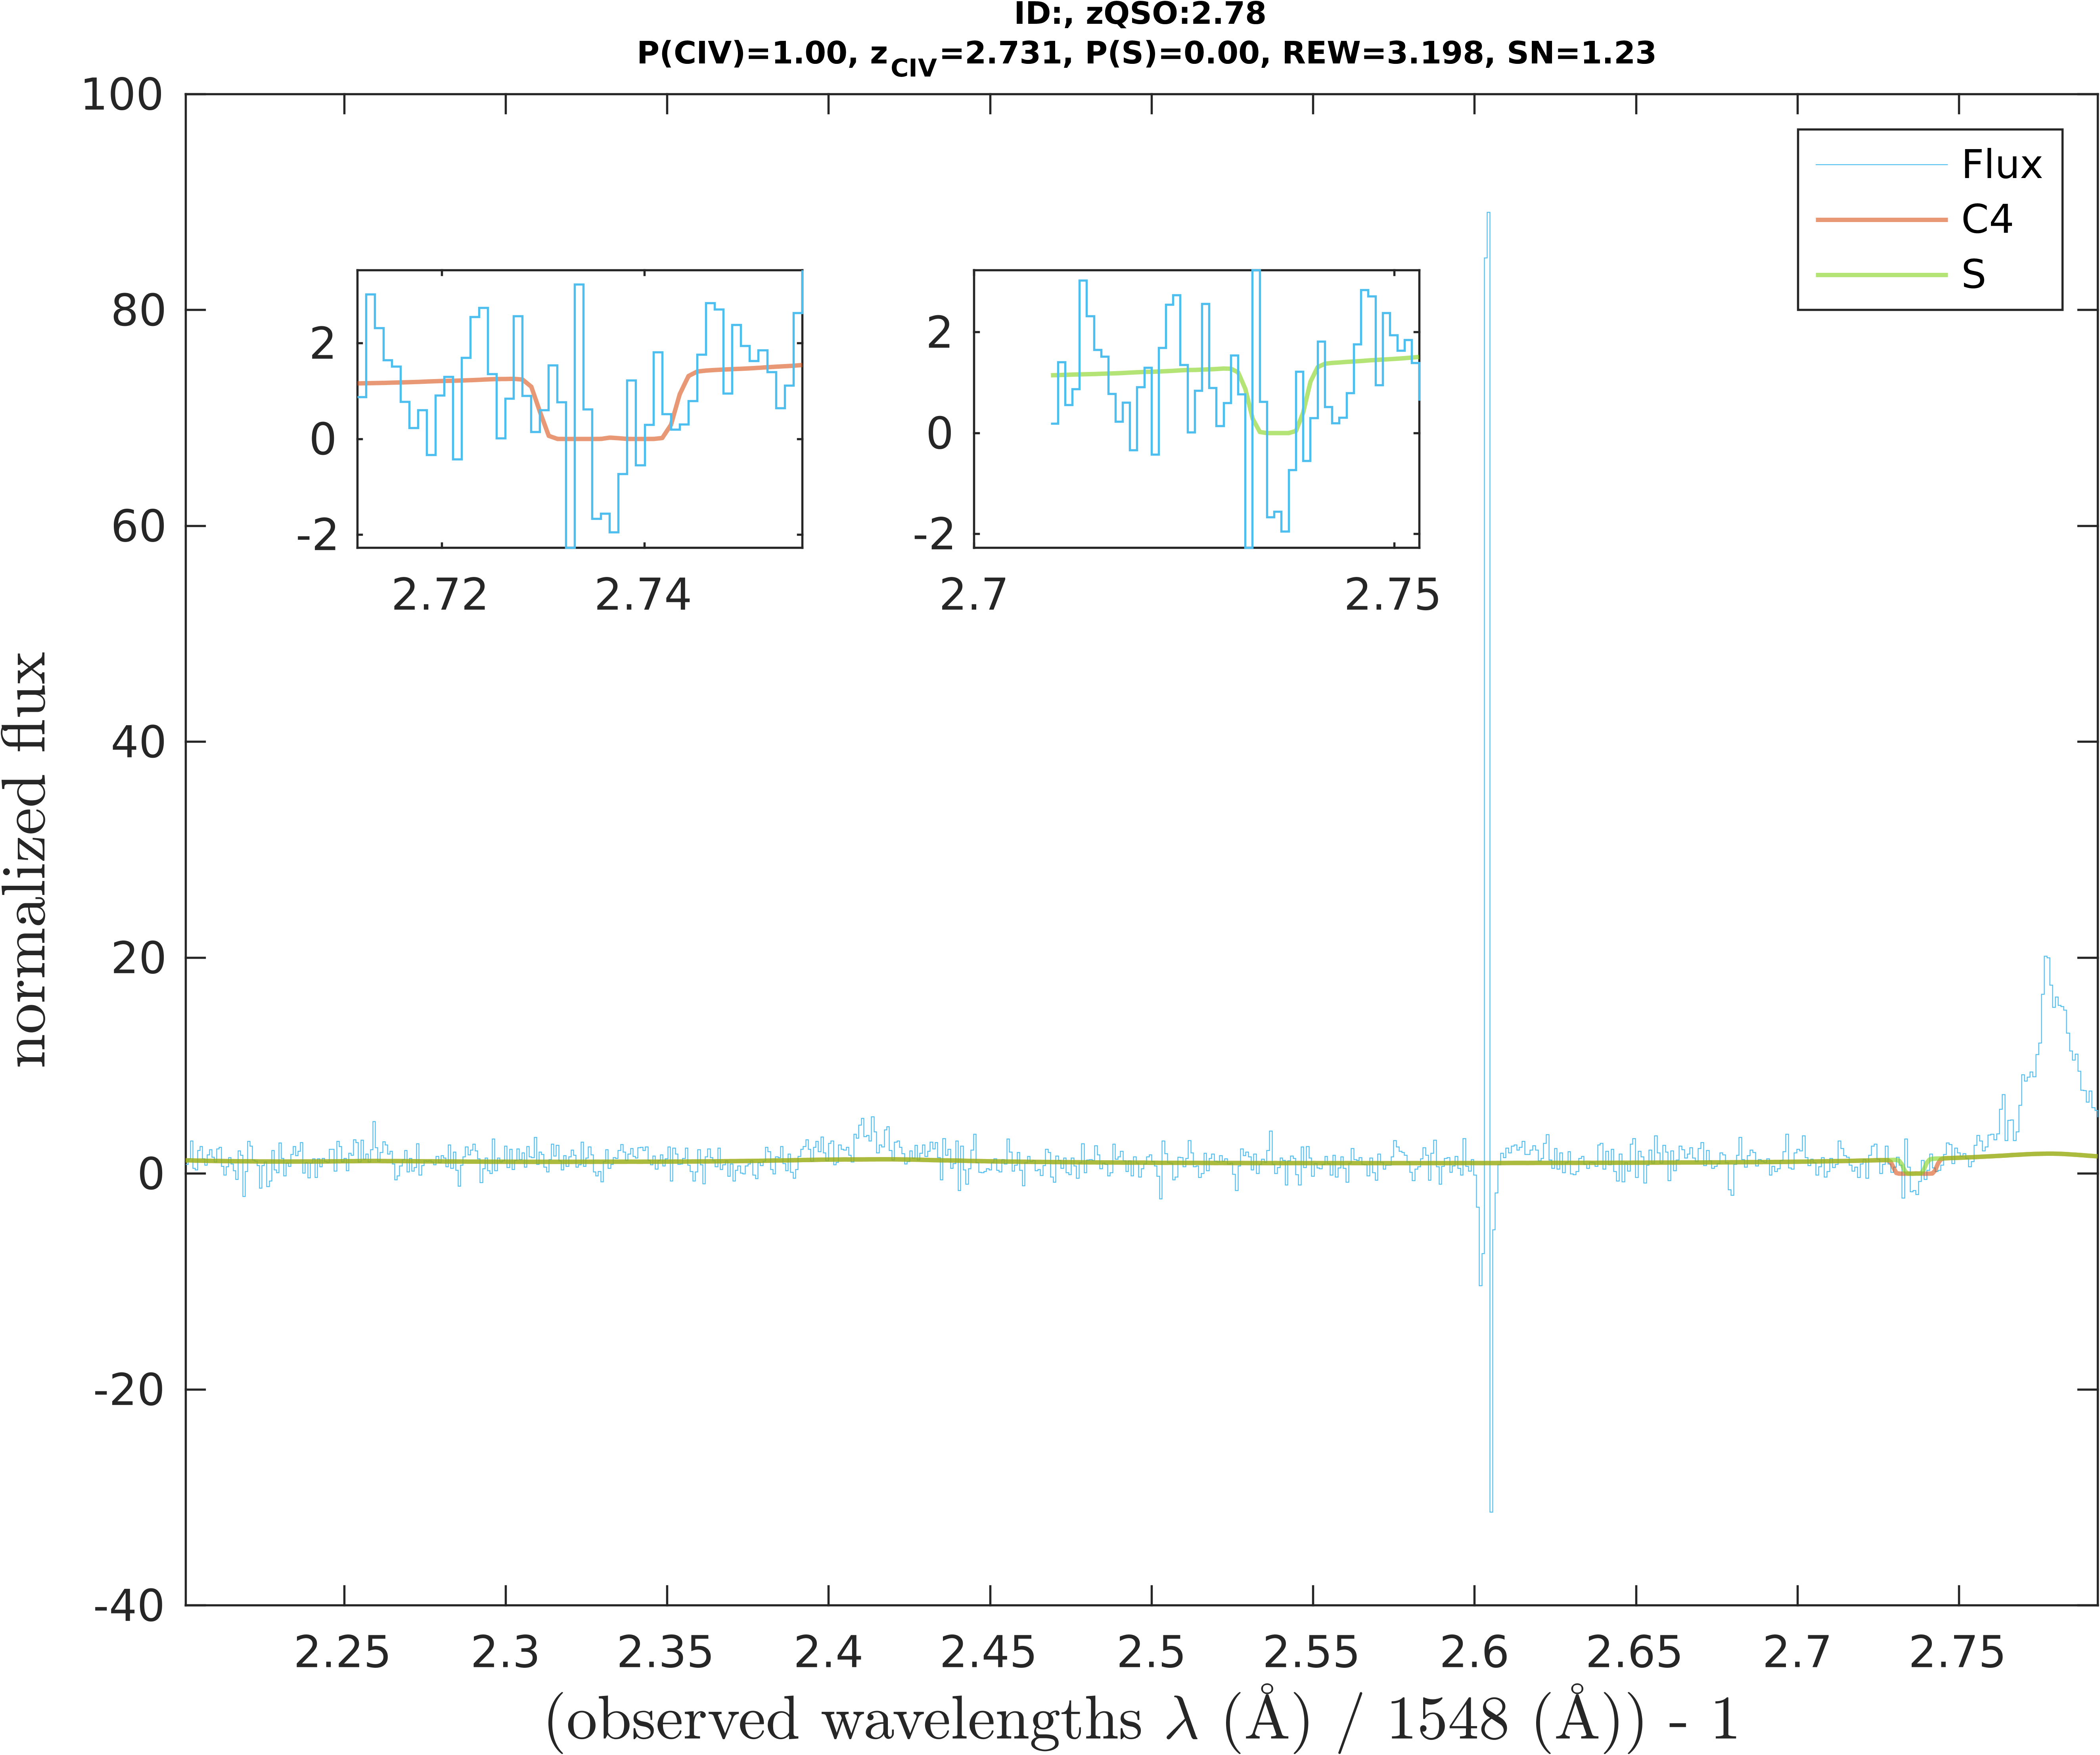 ID:, zQSO:2.78
P(CIV)=1.00, zCIV=2.731, P(S)=0.00, REW=3.198, SN=1.23
100
80
60
40
20
0
-20
-40
normalized flux
Flux
C4
S
2
0
-2
2.72 2.74
2
0
-2
2.7 2.75
2.25 2.3 2.35 2.4 2.45 2.5 2.55 2.6 2.65 2.7 2.75
(observed wavelengths λ (Å) / 1548 (Å)) - 1